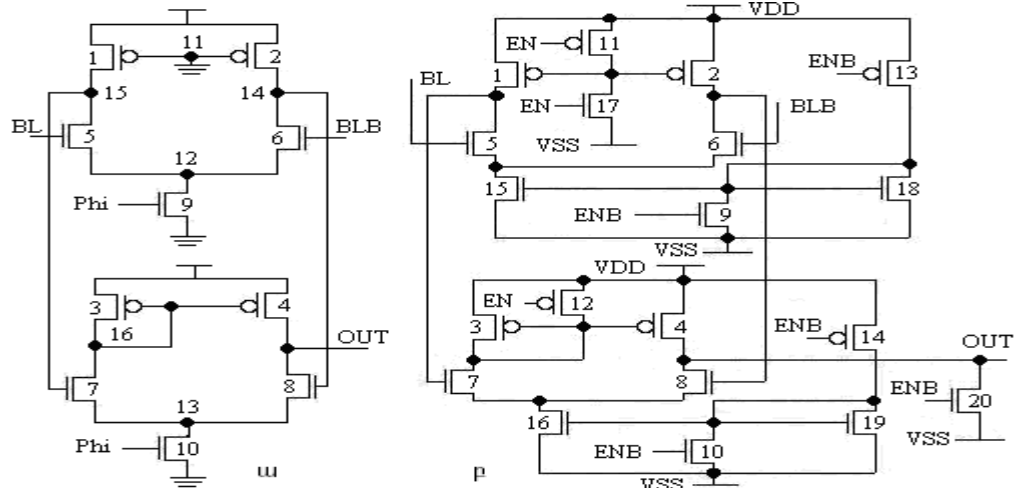 11
1 2
15 14
BL 5 6 BLB
12
Phi 9
3 4
16 OUT
7 8
13
Phi 10
ա
VDD
EN 11
ENB 13
BL 1 2
EN 17 BLB
VSS
5 6
15 18
ENB 9
VSS
VDD
EN 12
3 4 ENB 14
OUT
7 8 ENB 20
16 19
VSS
ENB 10
VSS
բ